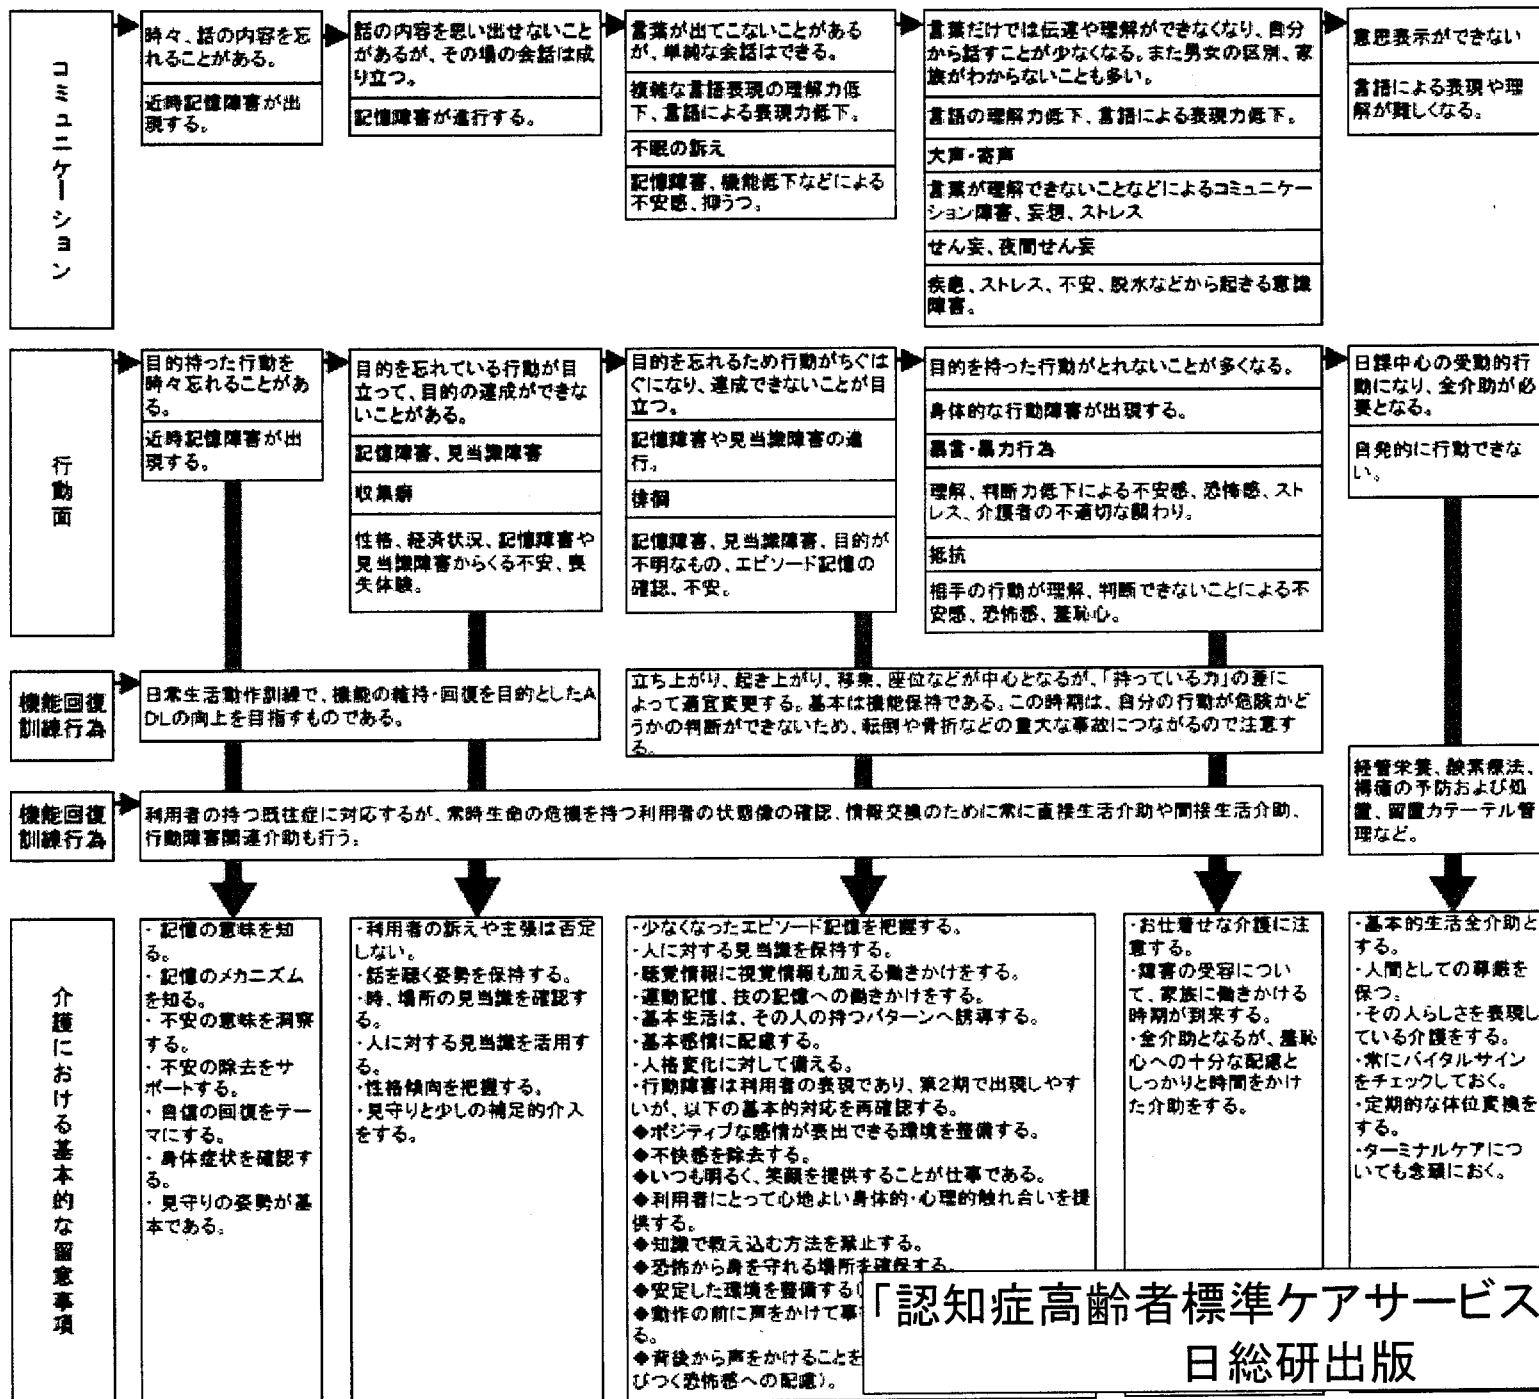 コミュニケーション
時々、話の内容を忘
れることがある。
近時記憶障害が出
現する。
話の内容を思い出せないこと
があるが、その場の会話は成
り立つ。
記憶障害が進行する。
言葉が出てこないことがある
が、単純な会話はできる。
複雑な言語表現の理解力低
下、言語による表現力低下。
不眠の訴え
記憶障害、機能低下などによる
不安感、抑うつ。
言葉だけでは伝達や理解ができなくなり、自分
から話すことが少なくなる。また男女の区別、家
族がわからないことも多い。
言語の理解力低下、言語による表現力低下。
大声・奇声
言葉が理解できないことなどによるコミュニケー
ション障害、妄想、ストレス
せん妄、夜間せん妄
疾患、ストレス、不安、脱水などから起きる意識
障害。
意思表示ができない
言語による表現や理
解が難しくなる。
行動面
目的持った行動を
時々忘れることがあ
る。
近時記憶障害が出
現する。
目的を忘れている行動が目
立って、目的の達成ができな
いことがある。
記憶障害、見当識障害
収集癖
性格、経済状況、記憶障害や
見当識障害からくる不安、喪
失体験。
目的を忘れるため行動がちぐは
ぐになり、達成できないことが目
立つ。
記憶障害や見当識障害の進
行。
徘徊
記憶障害、見当識障害、目的が
不明なもの、エピソード記憶の
確認、不安。
目的を持った行動がとれないことが多くなる。
身体的な行動障害が出現する。
暴言・暴力行為
理解、判断力低下による不安感、恐怖感、スト
レス、介護者の不適切な関わり。
抵抗
相手の行動が理解、判断できないことによる不
安感、恐怖感、羞恥心。
日課中心の受動的行
動になり、全介助が必
要となる。
自発的に行動できな
い。
機能回復
訓練行為
日常生活動作訓練で、機能の維持・回復を目的としたA
DLの向上を目指すものである。
立ち上がり、起き上がり、移乗、座位などが中心となるが、「持っている力」の差に
よって適宜変更する。基本は機能保持である。この時期は、自分の行動が危険かど
うかの判断ができないため、転倒や骨折などの重大な事故につながるので注意す
る。
機能回復
訓練行為
利用者の持つ既往症に対応するが、常時生命の危機を持つ利用者の状態像の確認、情報交換のために常に直接生活介助や間接生活介助、
行動障害関連介助も行う。
経管栄養、酸素療法、
褥瘡の予防および処
置、留置カテーテル管
理など。
介護における基本的な留意事項
・記憶の意味を知
る。
・記憶のメカニズム
を知る。
・不安の意味を洞察
する。
・不安の除去をサ
ポートする。
・自信の回復をテー
マにする。
・身体症状を確認す
る。
・見守りの姿勢が基
本である。
・利用者の訴えや主張は否定
しない。
・話を聴く姿勢を保持する。
・時、場所の見当識を確認す
る。
・人に対する見当識を活用す
る。
・性格傾向を把握する。
・見守りと少しの補足的介入
をする。
・少なくなったエピソード記憶を把握する。
・人に対する見当識を保持する。
・聴覚情報に視覚情報も加える働きかけをする。
・運動記憶、技の記憶への働きかけをする。
・基本生活は、その人の持つパターンへ誘導する。
・基本感情に配慮する。
・人格変化に対して備える。
・行動障害は利用者の表現であり、第2期で出現しやす
いが、以下の基本的対応を再確認する。
◆ポジティブな感情が表出できる環境を整備する。
◆不快感を除去する。
◆いつも明るく、笑顔を提供することが仕事である。
◆利用者にとって心地よい身体的・心理的触れ合いを提
供する。
◆知識で教え込む方法を禁止する。
◆恐怖から身を守れる場所を確保する。
◆安定した環境を整備する(
◆動作の前に声をかけて事
る。
◆背後から声をかけることを
びつく恐怖感への配慮)。
・お仕着せな介護に注
意する。
・障害の受容につい
て、家族に働きかける
時期が到来する。
・全介助となるが、羞恥
心への十分な配慮と
しっかりと時間をかけ
た介助をする。
・基本的生活全介助と
する。
・人間としての尊厳を
保つ。
・その人らしさを表現し
ている介護をする。
・常にバイタルサイン
をチェックしておく。
・定期的な体位変換を
する。
・ターミナルケアにつ
いても念頭におく。
「認知症高齢者標準ケアサービス
日総研出版